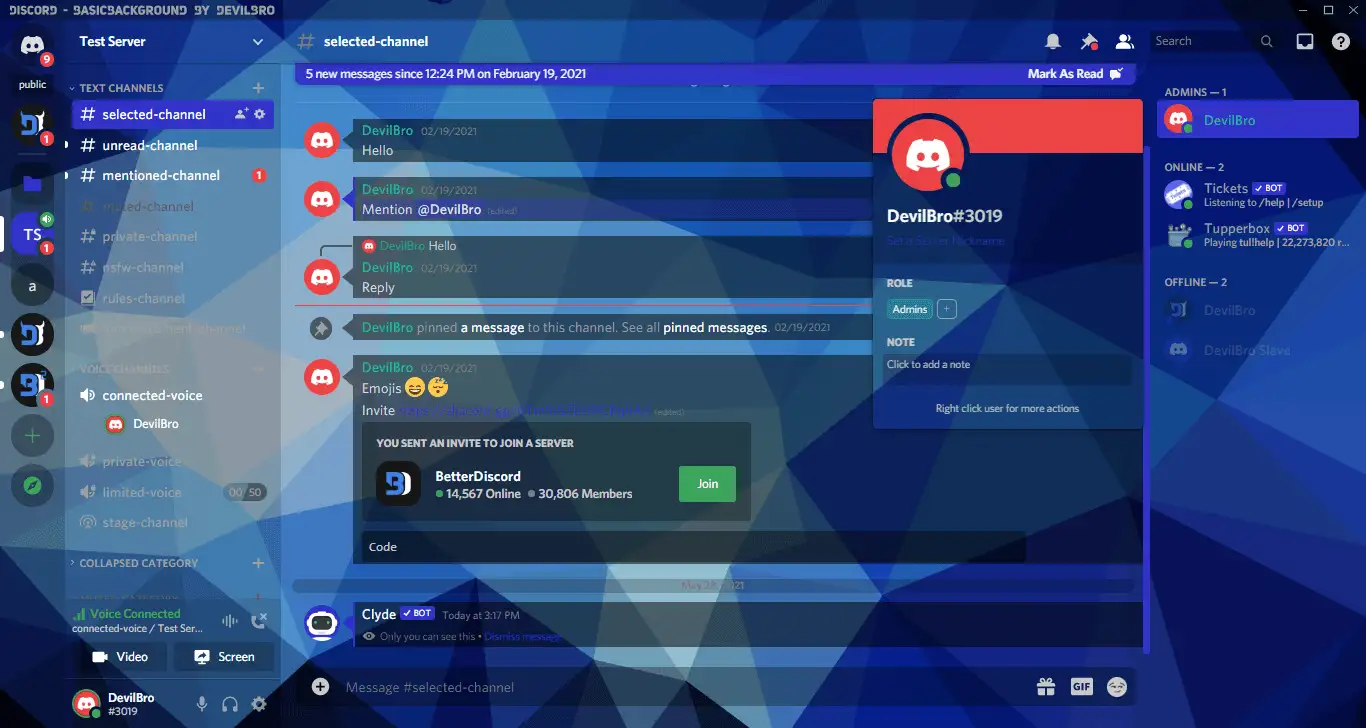 DISCORD - BASICBACKGROUND BY DEVILBRO
9
public
1
TS
1
a
1
Test Server
TEXT CHANNELS
selected-channel
unread-channel
mentioned-channel 1
muted-channel
private-channel
nsfw-channel
rules-channel
VOICE CHANNELS
connected-voice
DevilBro
private-voice
limited-voice 00 50
stage-channel
COLLAPSED CATEGORY
Voice Connected
connected-voice / Test Ser...
Video Screen
DevilBro
#3019
selected-channel
Search
5 new messages since 12:24 PM on February 19, 2021 Mark As Read
DevilBro 02/19/2021
Hello
DevilBro 02/19/2021
Mention @DevilBro (edited)
DevilBro Hello
DevilBro 02/19/2021
Reply
DevilBro pinned a message to this channel. See all pinned messages. 02/19/2021
DevilBro 02/19/2021
Emojis
Invite (edited)
YOU SENT AN INVITE TO JOIN A SERVER
BetterDiscord
14,567 Online 30,806 Members
Join
Code
2021
Clyde BOT Today at 3:17 PM
Only you can see this • Dismiss message
Message #selected-channel
GIF
DevilBro#3019
Set a Server Nickname
ROLE
Admins +
NOTE
Click to add a note
Right click user for more actions
ADMINS — 1
DevilBro
ONLINE — 2
Tickets BOT
Listening to /help | /setup
Tupperbox BOT
Playing tul!help | 22,273,820 r...
OFFLINE — 2
DevilBro
DevilBro Slave